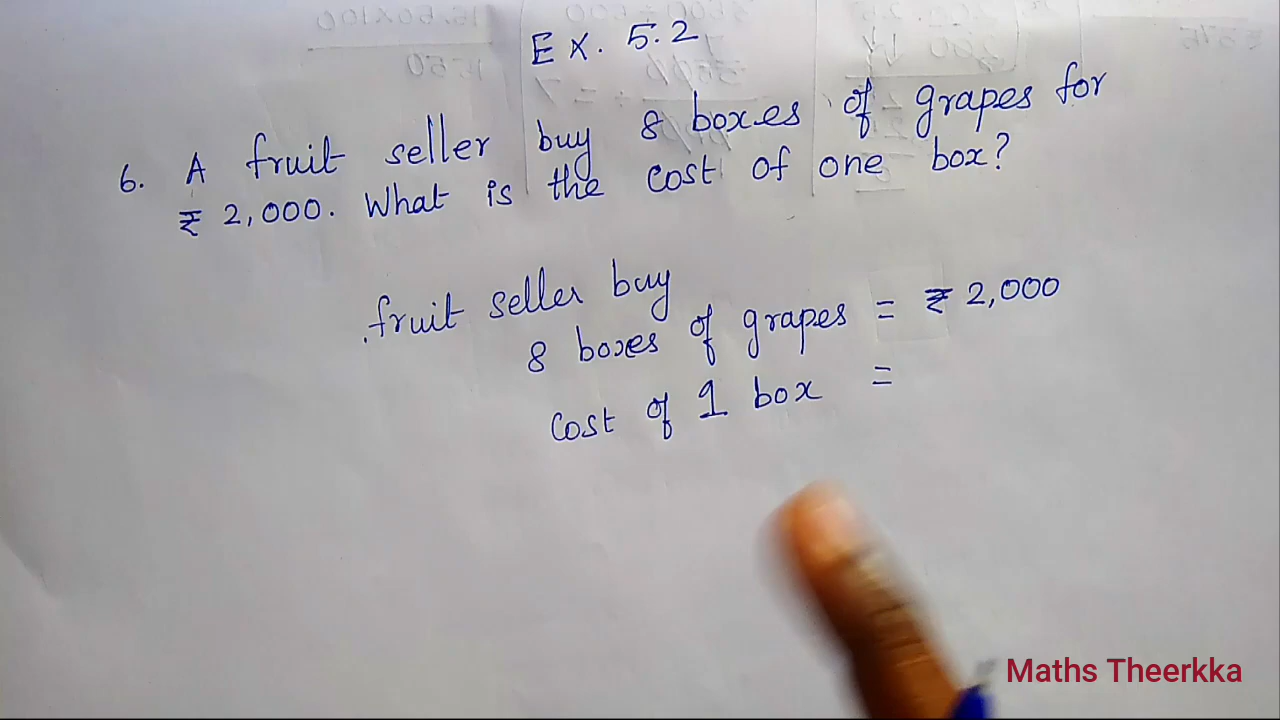 Ex. 5.2
6. A fruit seller buy 8 boxes of grapes for
₹ 2,000. What is the cost of one box?
fruit seller buy
8 boxes of grapes = ₹ 2,000
Cost of 1 box =
Maths Theerkka